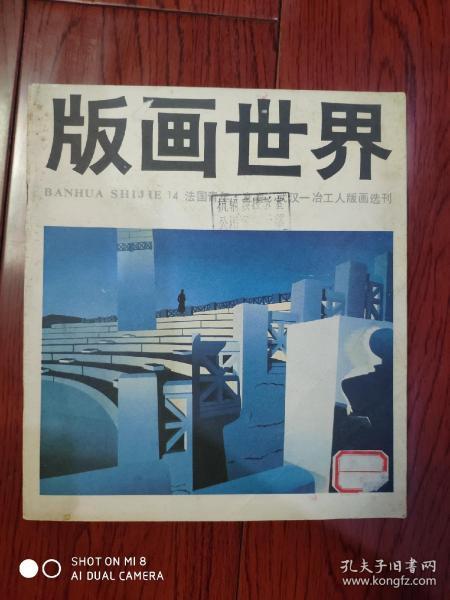 版画世界
BANHUA SHIJIE 14 法国 武汉一冶工人版画选刊
SHOT ON MI 8
AI DUAL CAMERA
孔夫子旧书网
www.kongfz.com